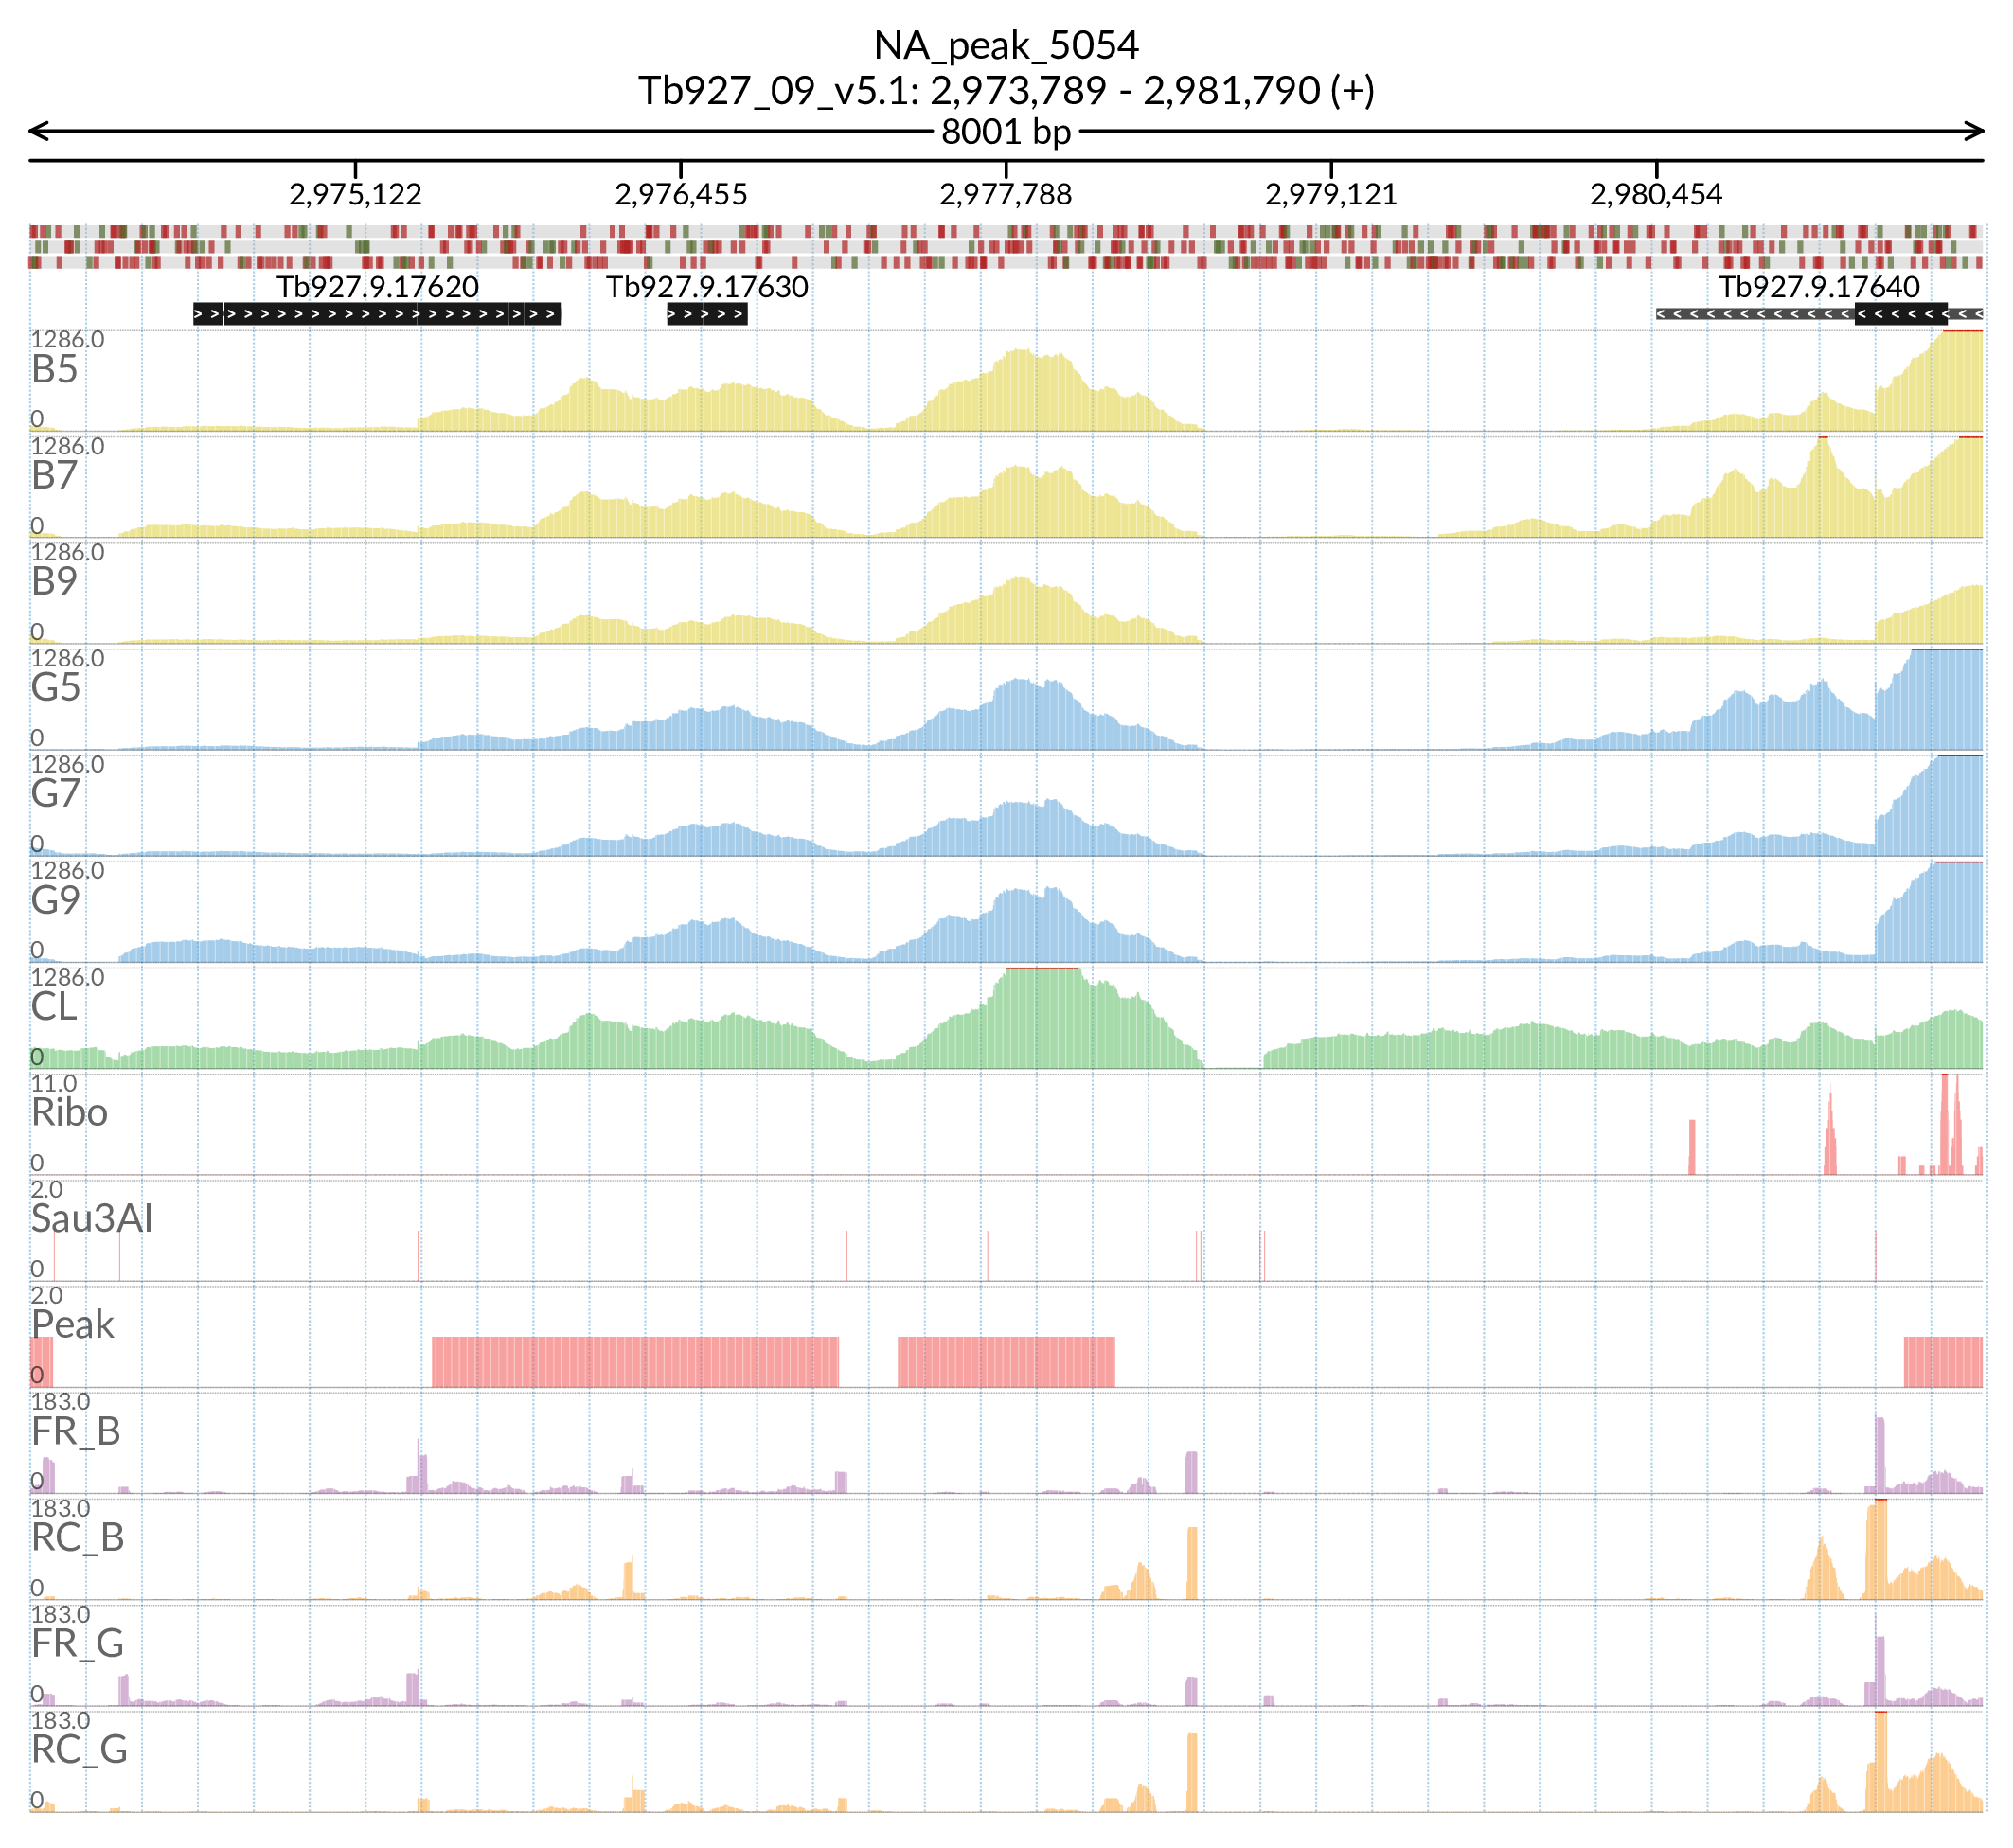 NA_peak_5054
Tb927_09_v5.1: 2,973,789 - 2,981,790 (+)
8001 bp
2,975,122 2,976,455 2,977,788 2,979,121 2,980,454
Tb927.9.17620 Tb927.9.17630 Tb927.9.17640
1286.0
B5
0
1286.0
B7
0
1286.0
B9
0
1286.0
G5
0
1286.0
G7
0
1286.0
G9
0
1286.0
CL
0
11.0
Ribo
0
2.0
Sau3AI
0
2.0
Peak
0
183.0
FR_B
0
183.0
RC_B
0
183.0
FR_G
0
183.0
RC_G
0